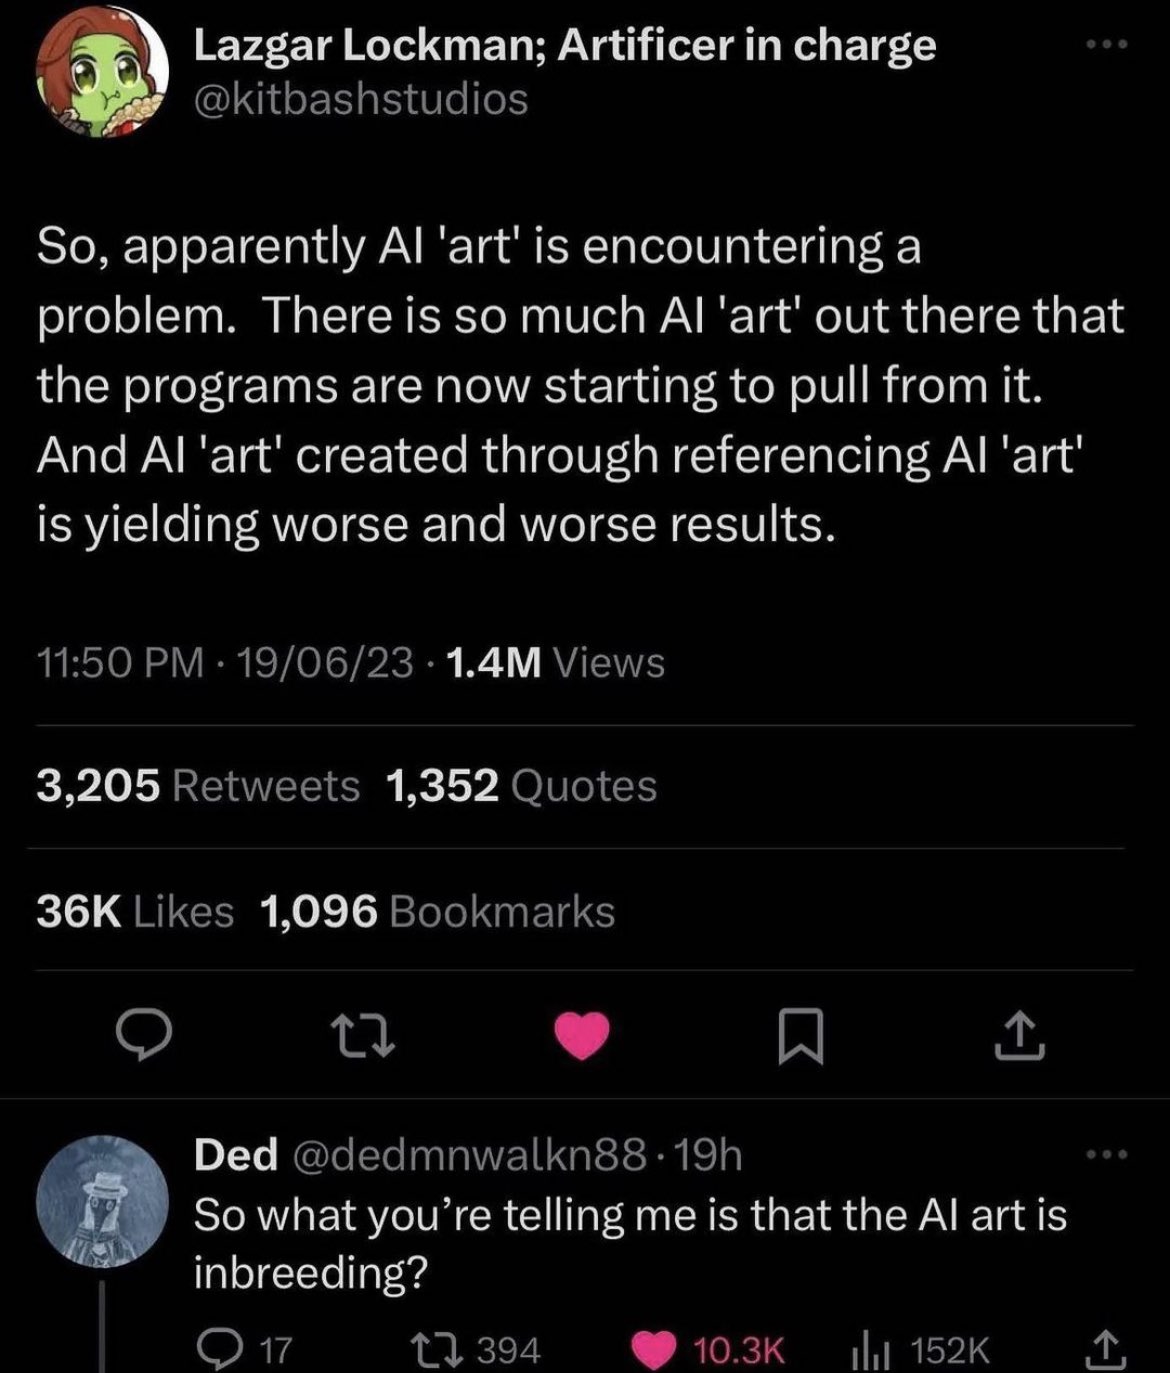 Lazgar Lockman; Artificer in charge
@kitbashstudios
So, apparently AI 'art' is encountering a
problem.  There is so much AI 'art' out there that
the programs are now starting to pull from it.
And AI 'art' created through referencing AI 'art'
is yielding worse and worse results.
11:50 PM · 19/06/23 · 1.4M Views
3,205 Retweets 1,352 Quotes
36K Likes 1,096 Bookmarks
Ded @dedmnwalkn88 · 19h
So what you’re telling me is that the AI art is
inbreeding?
17 394 10.3K 152K